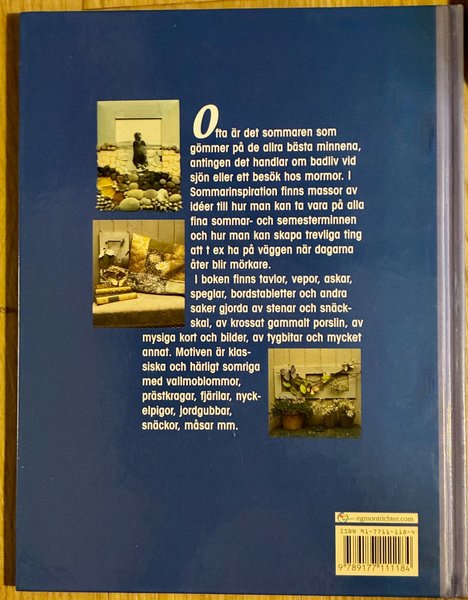 Ofta är det sommaren som
gömmer på de allra bästa minnena,
antingen det handlar om badliv vid
sjön eller ett besök hos mormor. I
Sommarinspiration finns massor av
idéer till hur man kan ta vara på alla
fina sommar- och semesterminnen
och hur man kan skapa trevliga ting
att t ex ha på väggen när dagarna
åter blir mörkare.
I boken finns tavlor, vepor, askar,
speglar, bordstabletter och andra
saker gjorda av stenar och snäck-
skal, av krossat gammalt porslin, av
mysiga kort och bilder, av tygbitar och mycket
annat. Motiven är klas-
siska och härligt somriga
med vallmoblommor,
prästkragar, fjärilar, nyck-
elpigor, jordgubbar,
snäckor, måsar mm.
egmontrichter.com
ISBN 91-7711-118-4
9 789177 111184